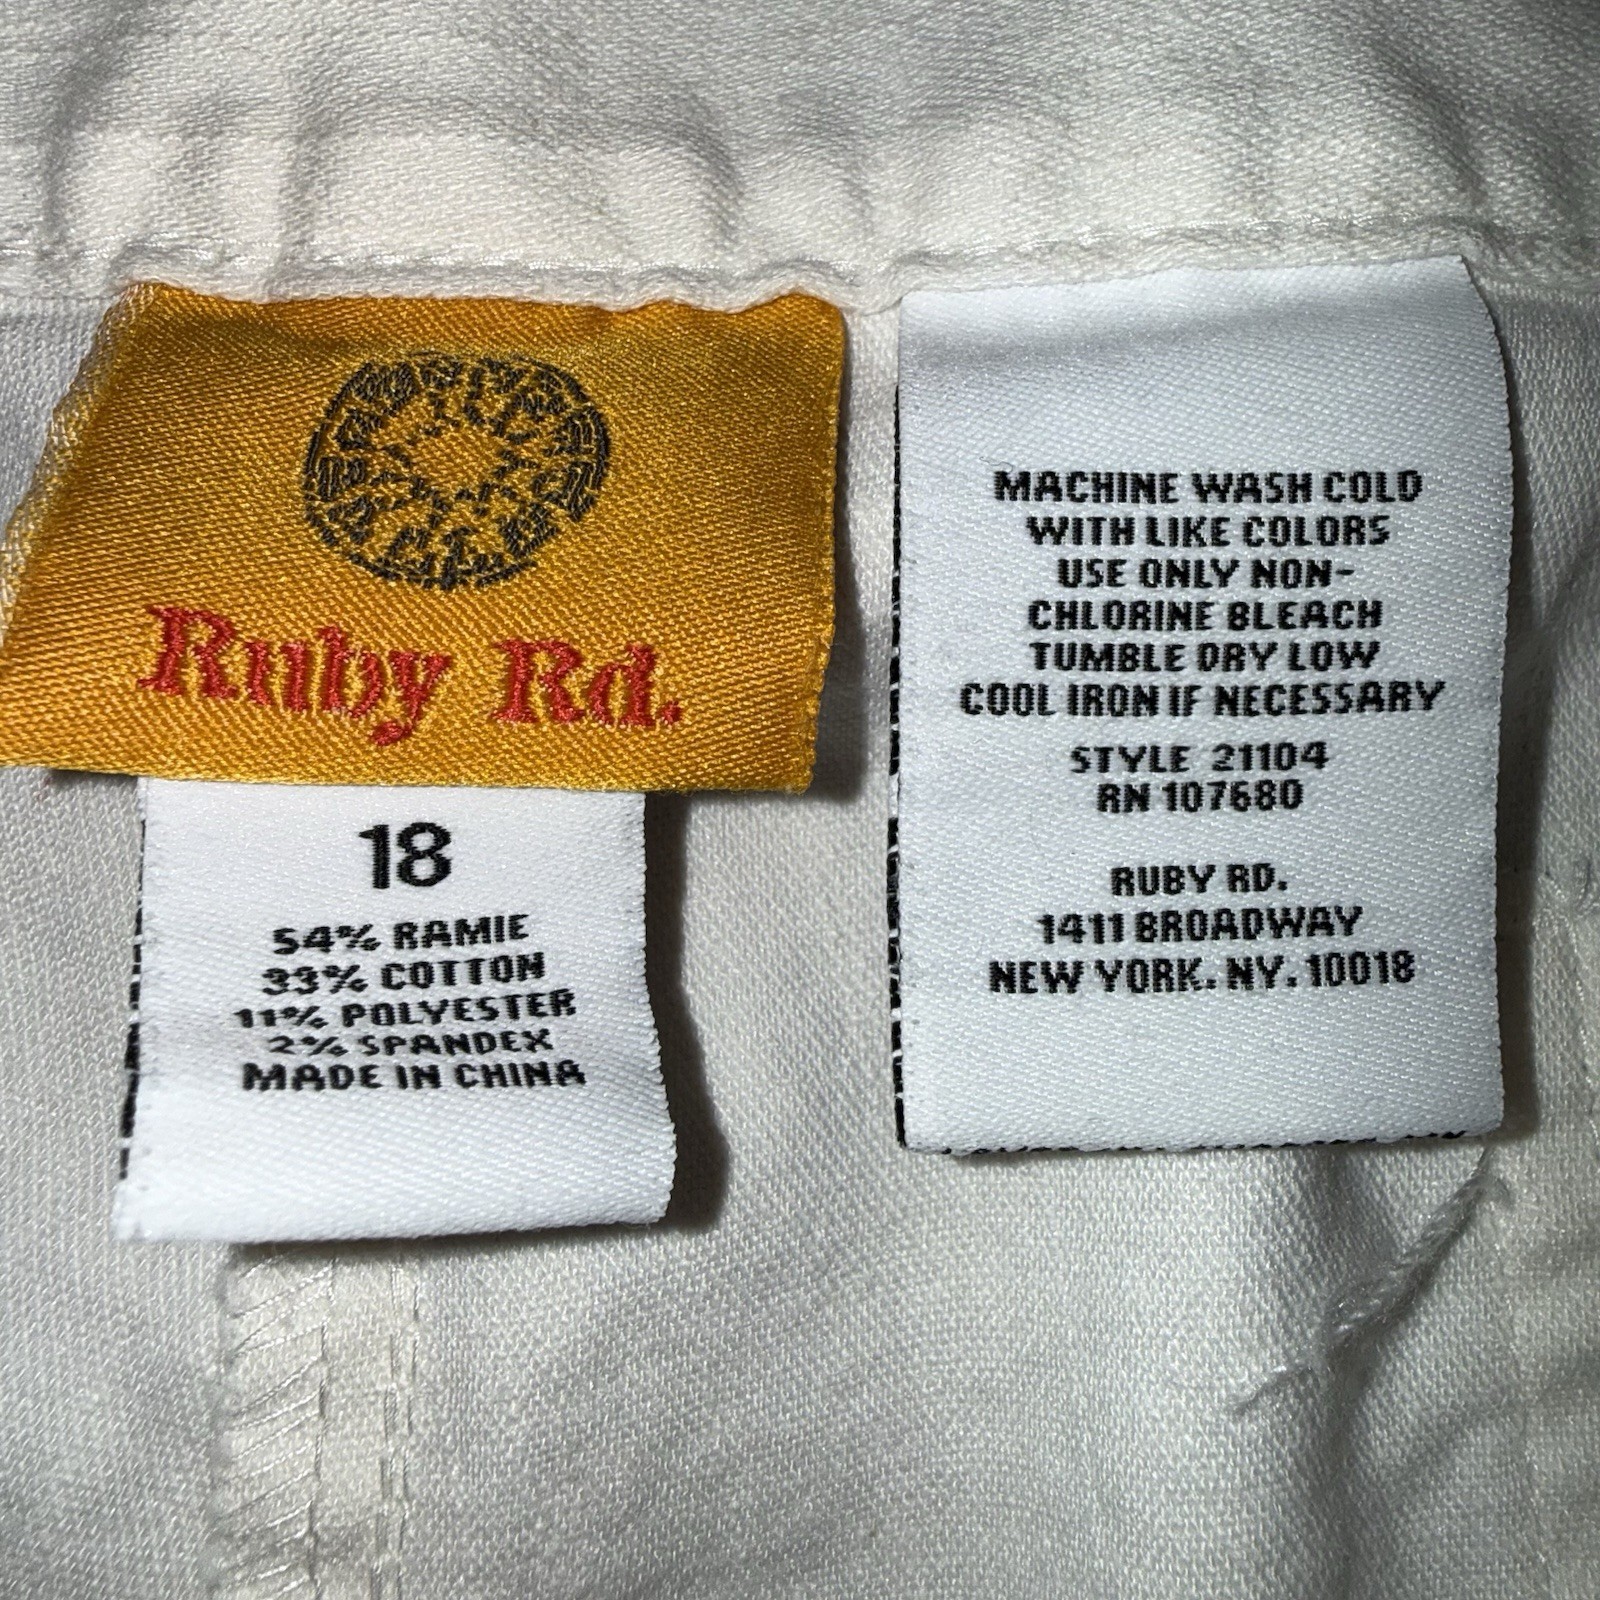 Ruby Rd.
18
54% RAMIE
33% COTTON
11% POLYESTER
2% SPANDEX
MADE IN CHINA
MACHINE WASH COLD
WITH LIKE COLORS
USE ONLY NON-
CHLORINE BLEACH
TUMBLE DRY LOW
COOL IRON IF NECESSARY
STYLE 21104
RN 107680
RUBY RD.
1411 BROADWAY
NEW YORK. NY. 10018